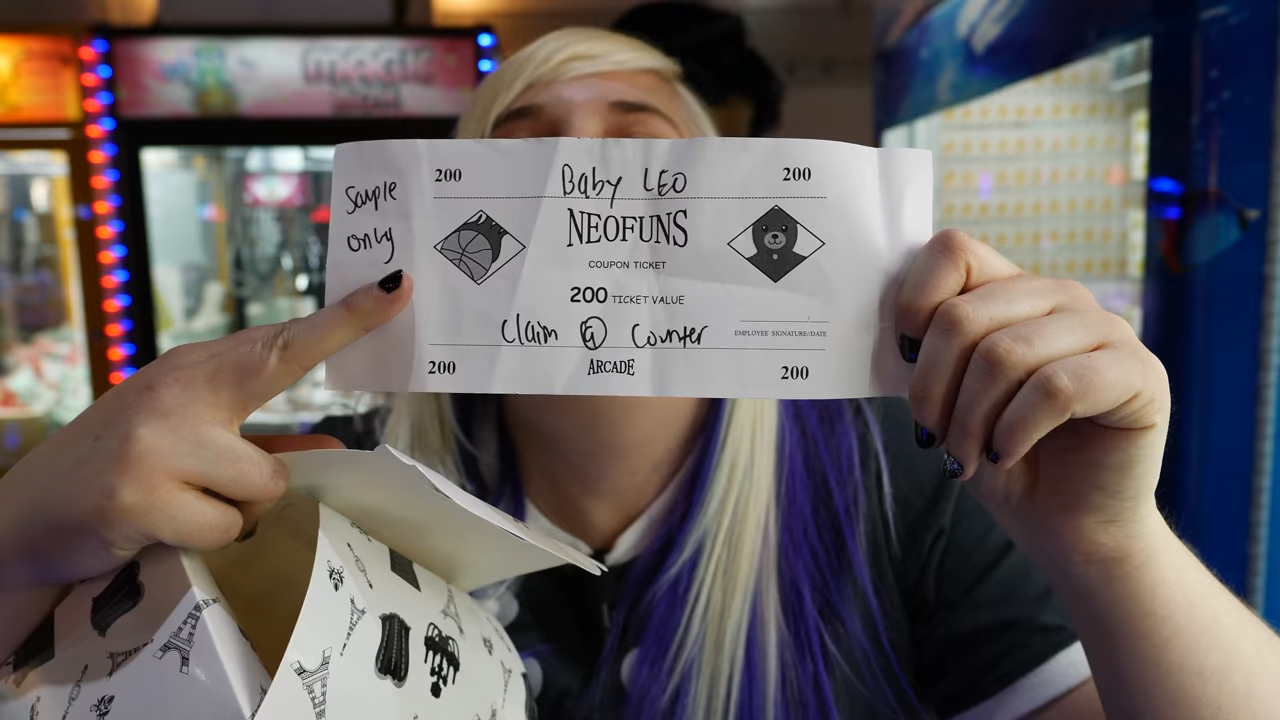 200 Baby LEO 200
Saple
only
NEOFUNS
COUPON TICKET
200 TICKET VALUE
Claim @ Counter
EMPLOYEE SIGNATURE//DATE
200 ARCADE 200